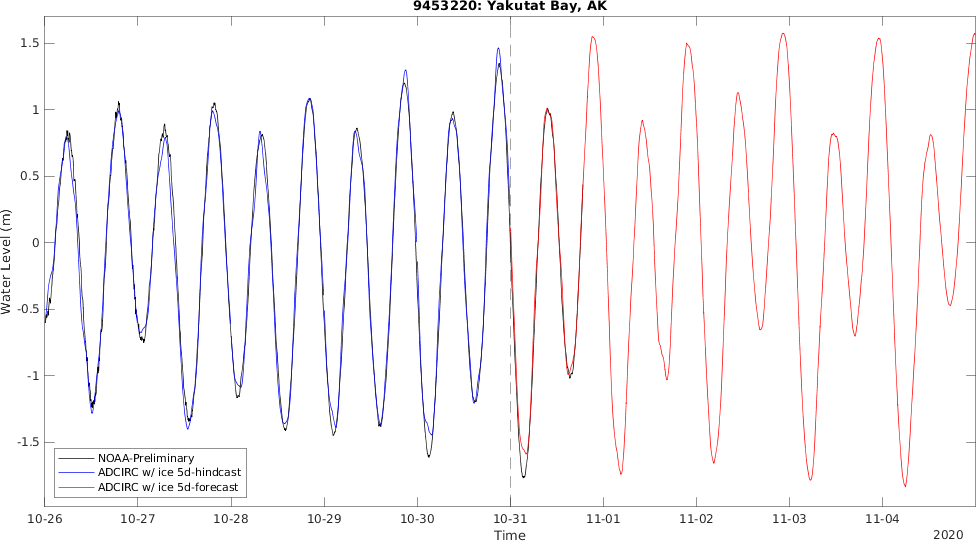 9453220: Yakutat Bay, AK
Water Level (m)
1.5
1
0.5
0
-0.5
-1
-1.5
NOAA-Preliminary
ADCIRC w/ ice 5d-hindcast
ADCIRC w/ ice 5d-forecast
10-26 10-27 10-28 10-29 10-30 10-31 11-01 11-02 11-03 11-04
Time
2020